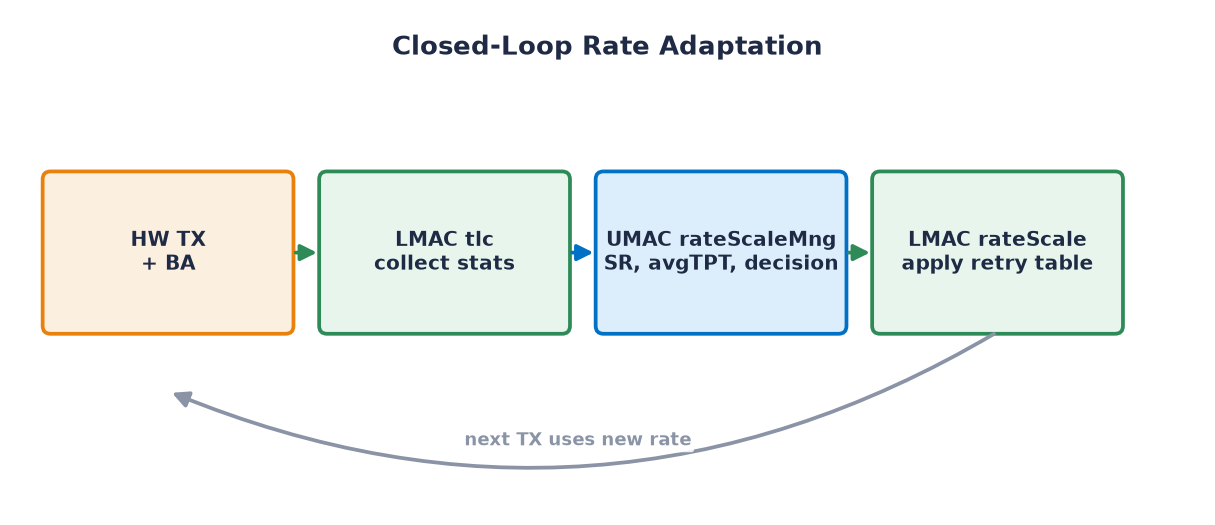 Closed-Loop Rate Adaptation
HW TX
+ BA
LMAC tlc
collect stats
UMAC rateScaleMng
SR, avgTPT, decision
LMAC rateScale
apply retry table
next TX uses new rate